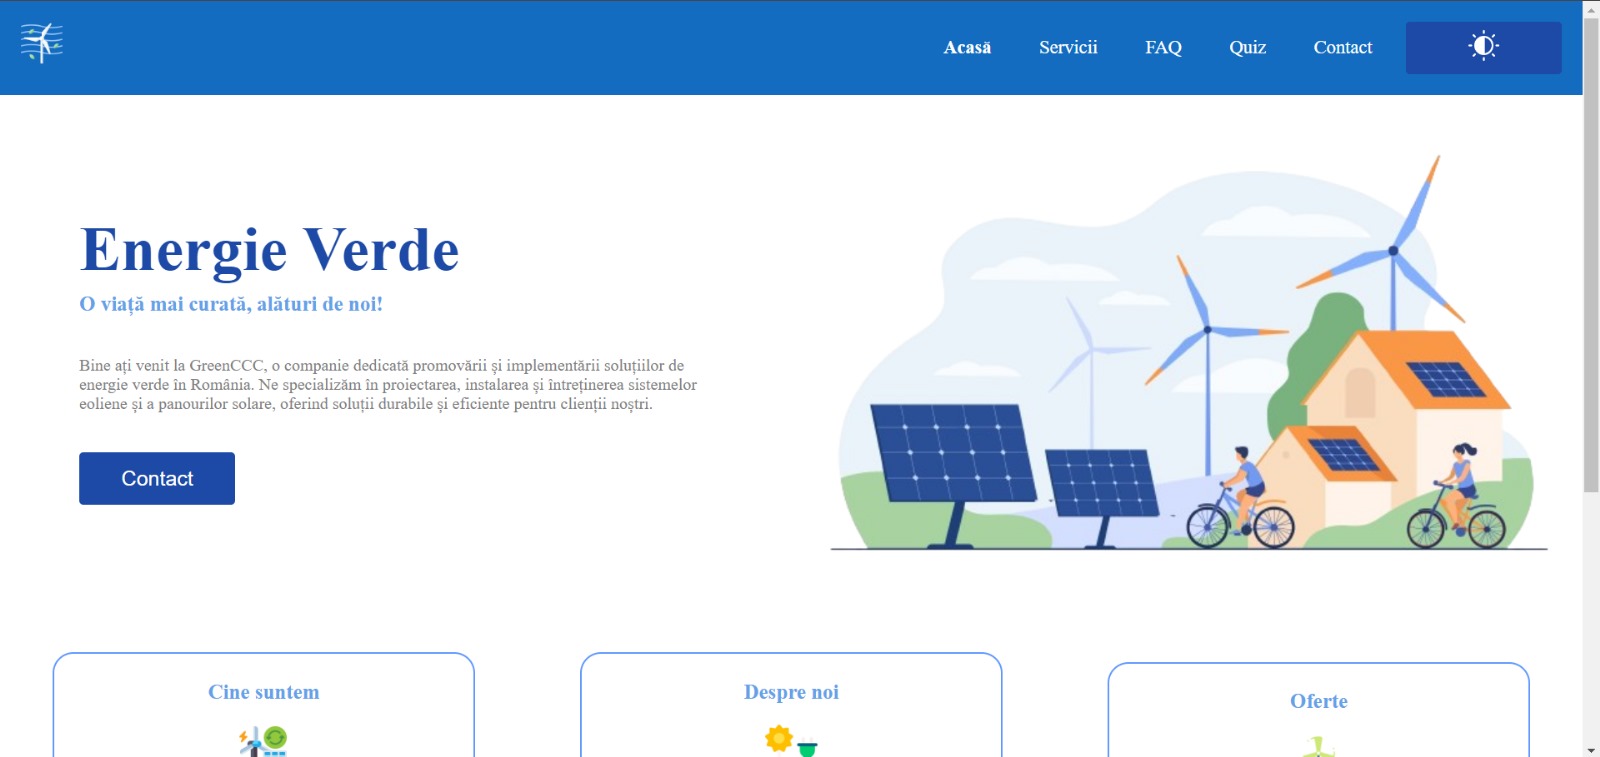 Acasă
Servicii
FAQ
Quiz
Contact
Energie Verde
O viață mai curată, alături de noi!
Bine ați venit la GreenCCC, o companie dedicată promovării și implementării soluțiilor de
energie verde în România. Ne specializăm în proiectarea, instalarea și întreținerea sistemelor
eoliene și a panourilor solare, oferind soluții durabile și eficiente pentru clienții noștri.
Contact
Cine suntem
Despre noi
Oferte